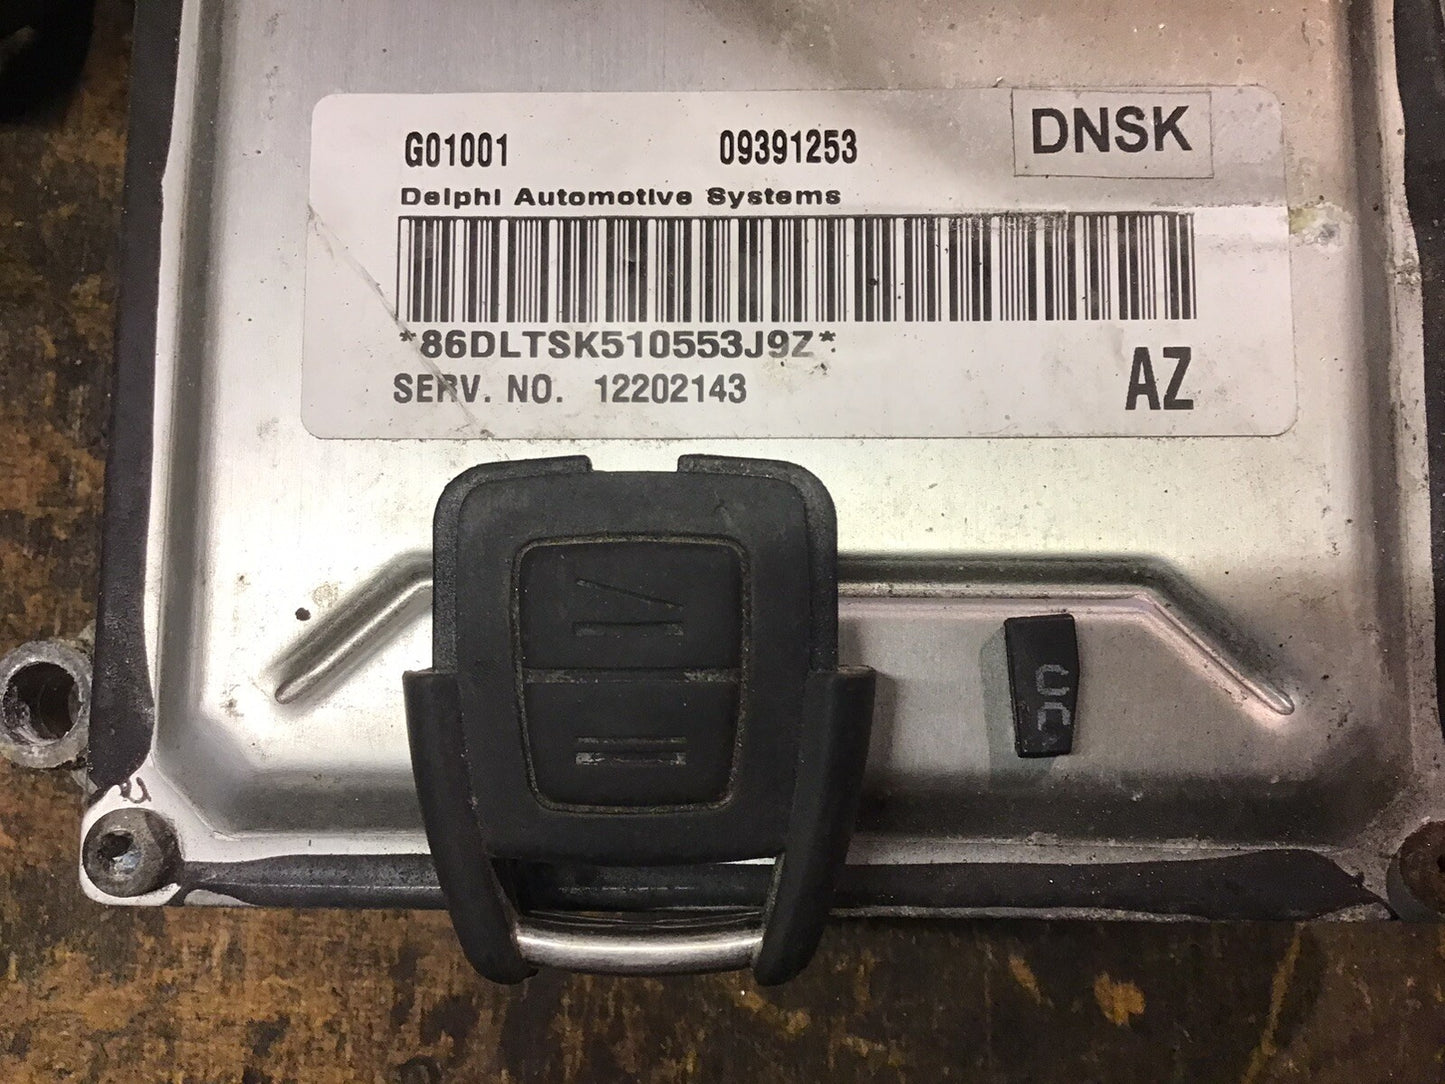 G01001 09391253 DNSK
Delphi Automotive Systems
*86DLTSK510553J9Z*
SERV. NO. 12202143
AZ